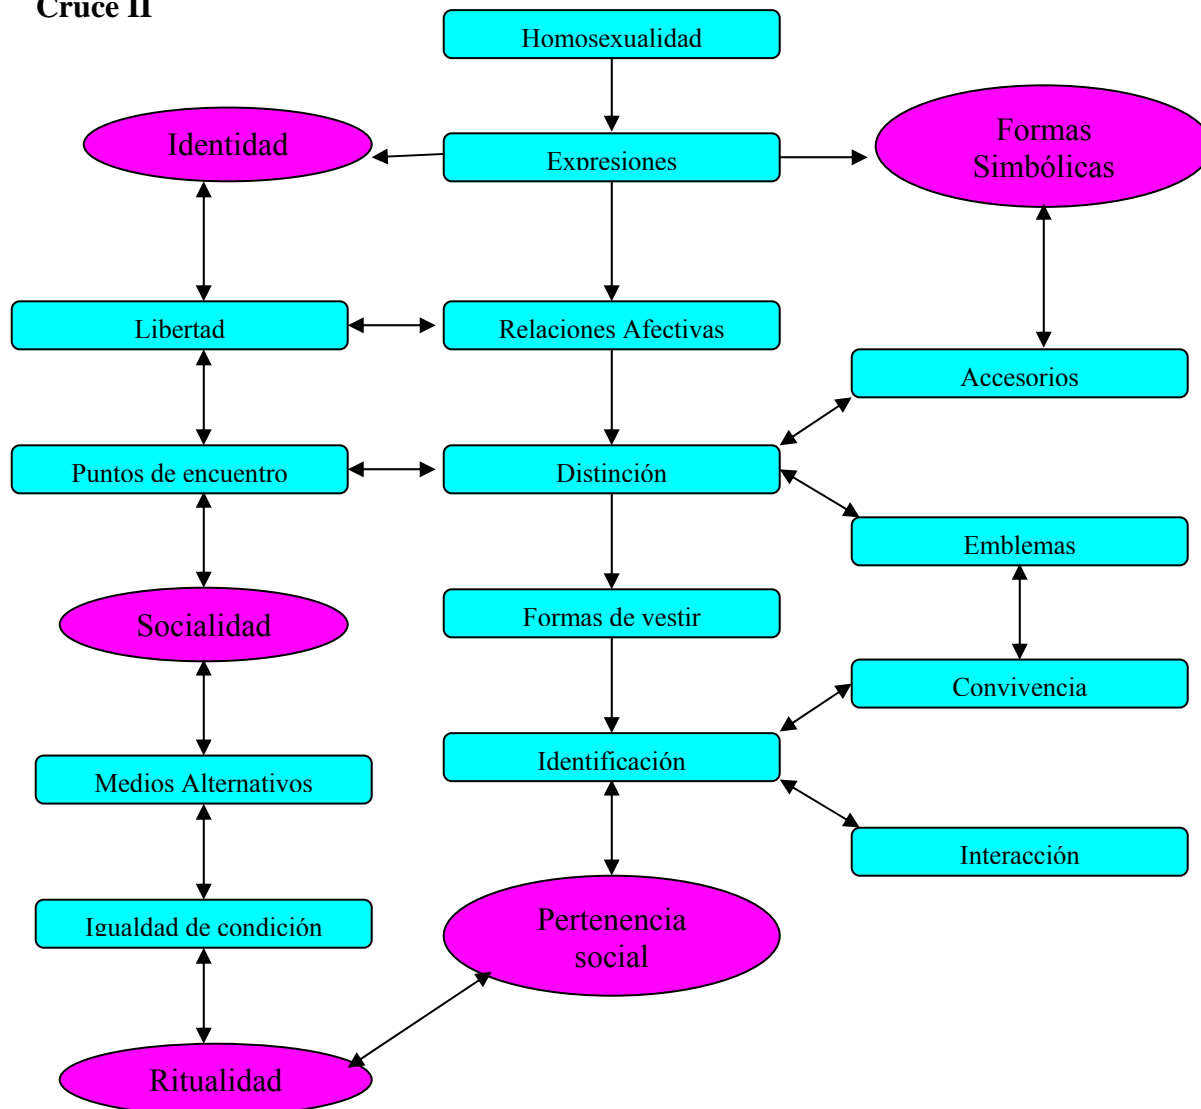 Cruce II
Homosexualidad
Identidad
Expresiones
Formas
Simbólicas
Libertad
Relaciones Afectivas
Accesorios
Puntos de encuentro
Distinción
Emblemas
Socialidad
Formas de vestir
Convivencia
Medios Alternativos
Identificación
Interacción
Igualdad de condición
Pertenencia
social
Ritualidad